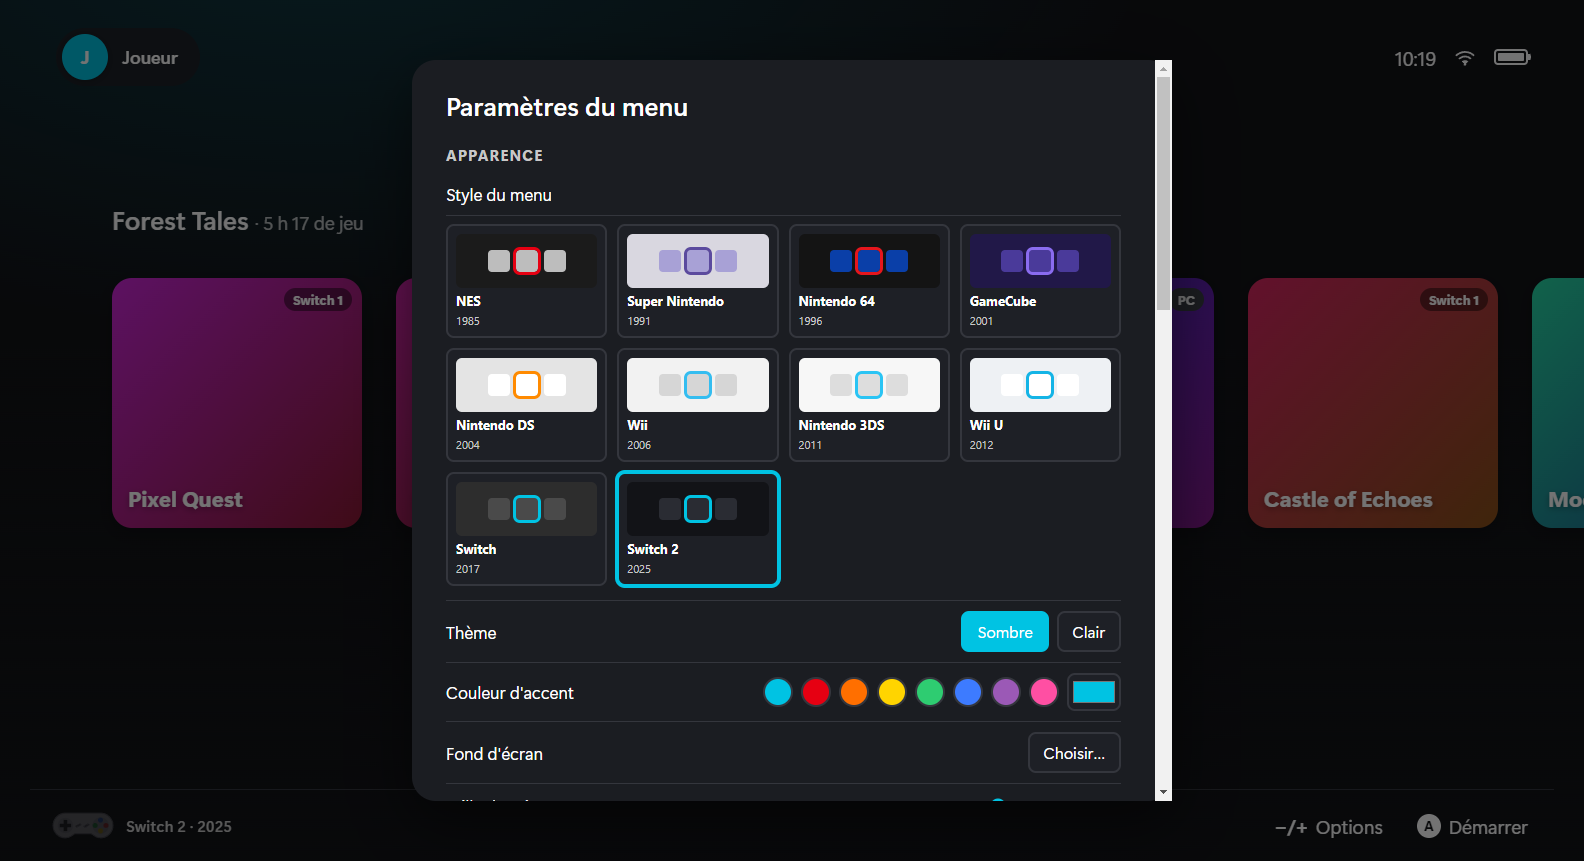 J Joueur
10:19
Forest Tales · 5 h 17 de jeu
Switch 1
PC
Switch 1
Pixel Quest
Castle of Echoes
Moo
Paramètres du menu
APPARENCE
Style du menu
NES
1985
Super Nintendo
1991
Nintendo 64
1996
GameCube
2001
Nintendo DS
2004
Wii
2006
Nintendo 3DS
2011
Wii U
2012
Switch
2017
Switch 2
2025
Thème
Sombre
Clair
Couleur d'accent
Fond d'écran
Choisir...
Switch 2 · 2025
−/+ Options
A Démarrer